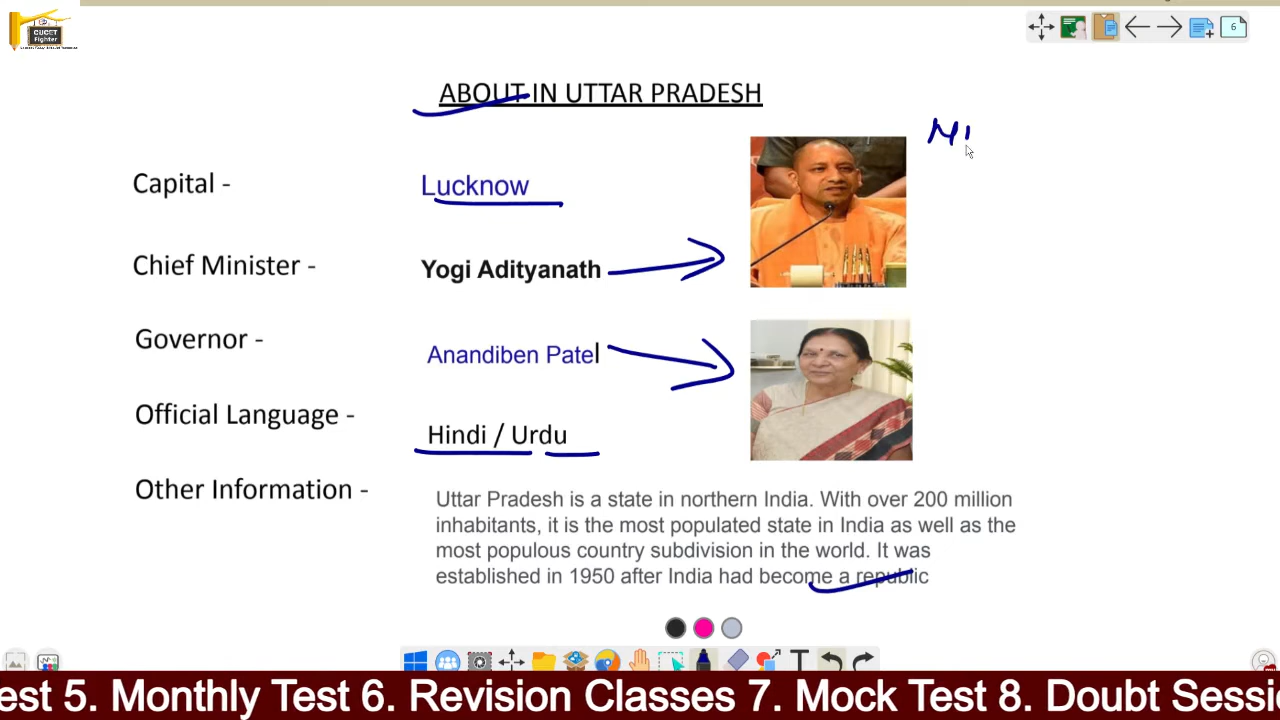 CUCET
Fighter
6
ABOUT IN UTTAR PRADESH
Capital - Lucknow
Chief Minister - Yogi Adityanath
Governor - Anandiben Patel
Official Language - Hindi / Urdu
Other Information - Uttar Pradesh is a state in northern India. With over 200 million
inhabitants, it is the most populated state in India as well as the
most populous country subdivision in the world. It was
established in 1950 after India had become a republic
est 5. Monthly Test 6. Revision Classes 7. Mock Test 8. Doubt Sessi